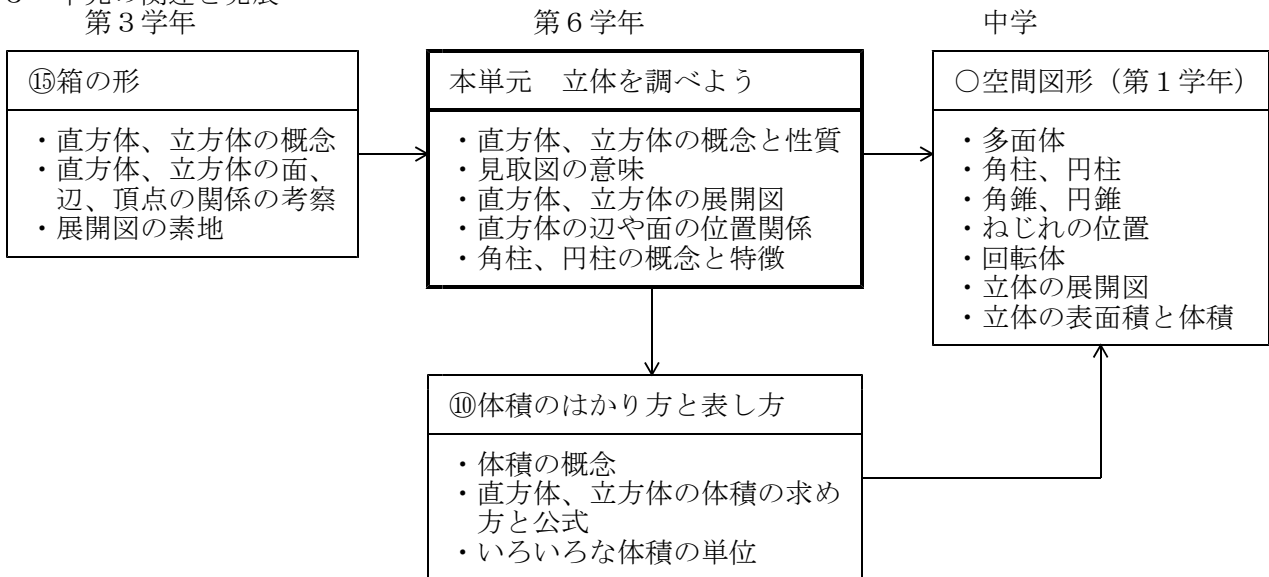 第３学年
第６学年
中学
⑮箱の形
・直方体、立方体の概念
・直方体、立方体の面、
辺、頂点の関係の考察
・展開図の素地
本単元　立体を調べよう
・直方体、立方体の概念と性質
・見取図の意味
・直方体、立方体の展開図
・直方体の辺や面の位置関係
・角柱、円柱の概念と特徴
○空間図形（第１学年）
・多面体
・角柱、円柱
・角錐、円錐
・ねじれの位置
・回転体
・立体の展開図
・立体の表面積と体積
⑩体積のはかり方と表し方
・体積の概念
・直方体、立方体の体積の求め
方と公式
・いろいろな体積の単位